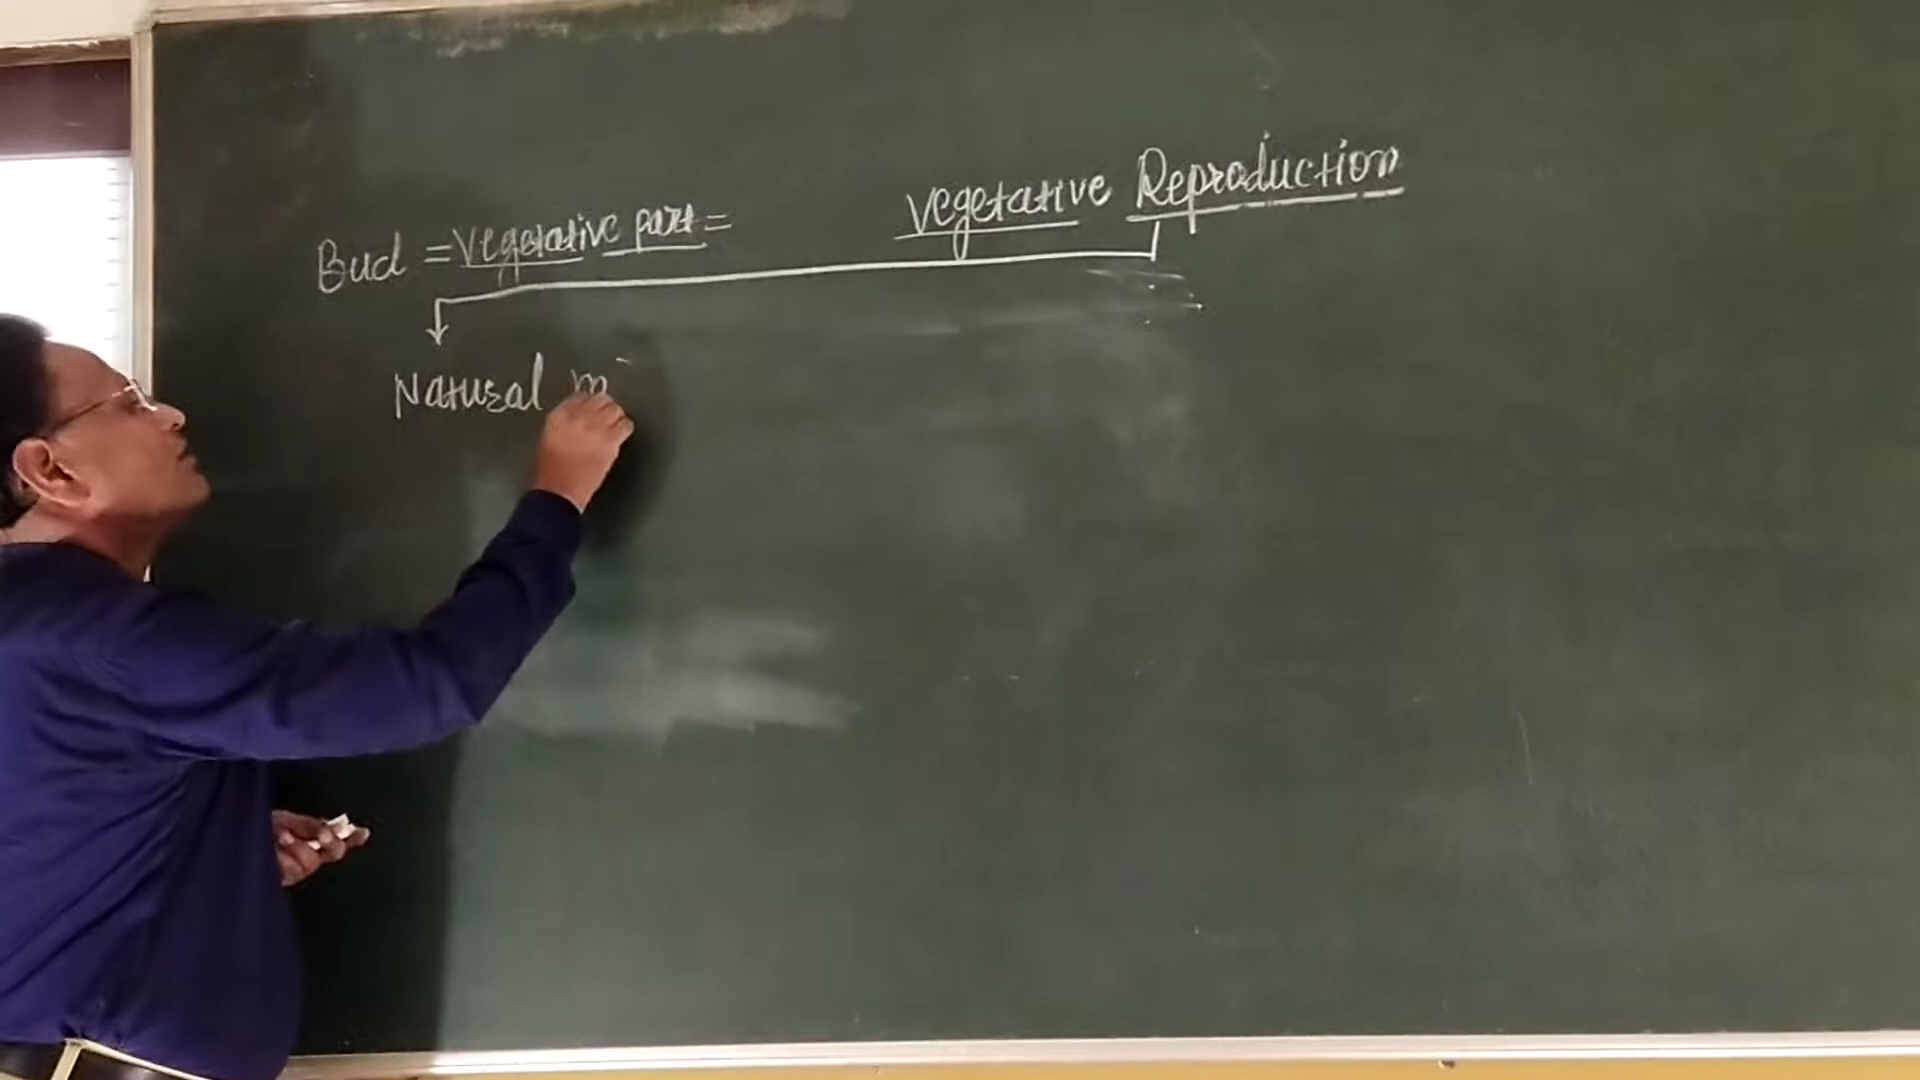 vegetative Reproduction
Bud = Vegetative part =
Natural m